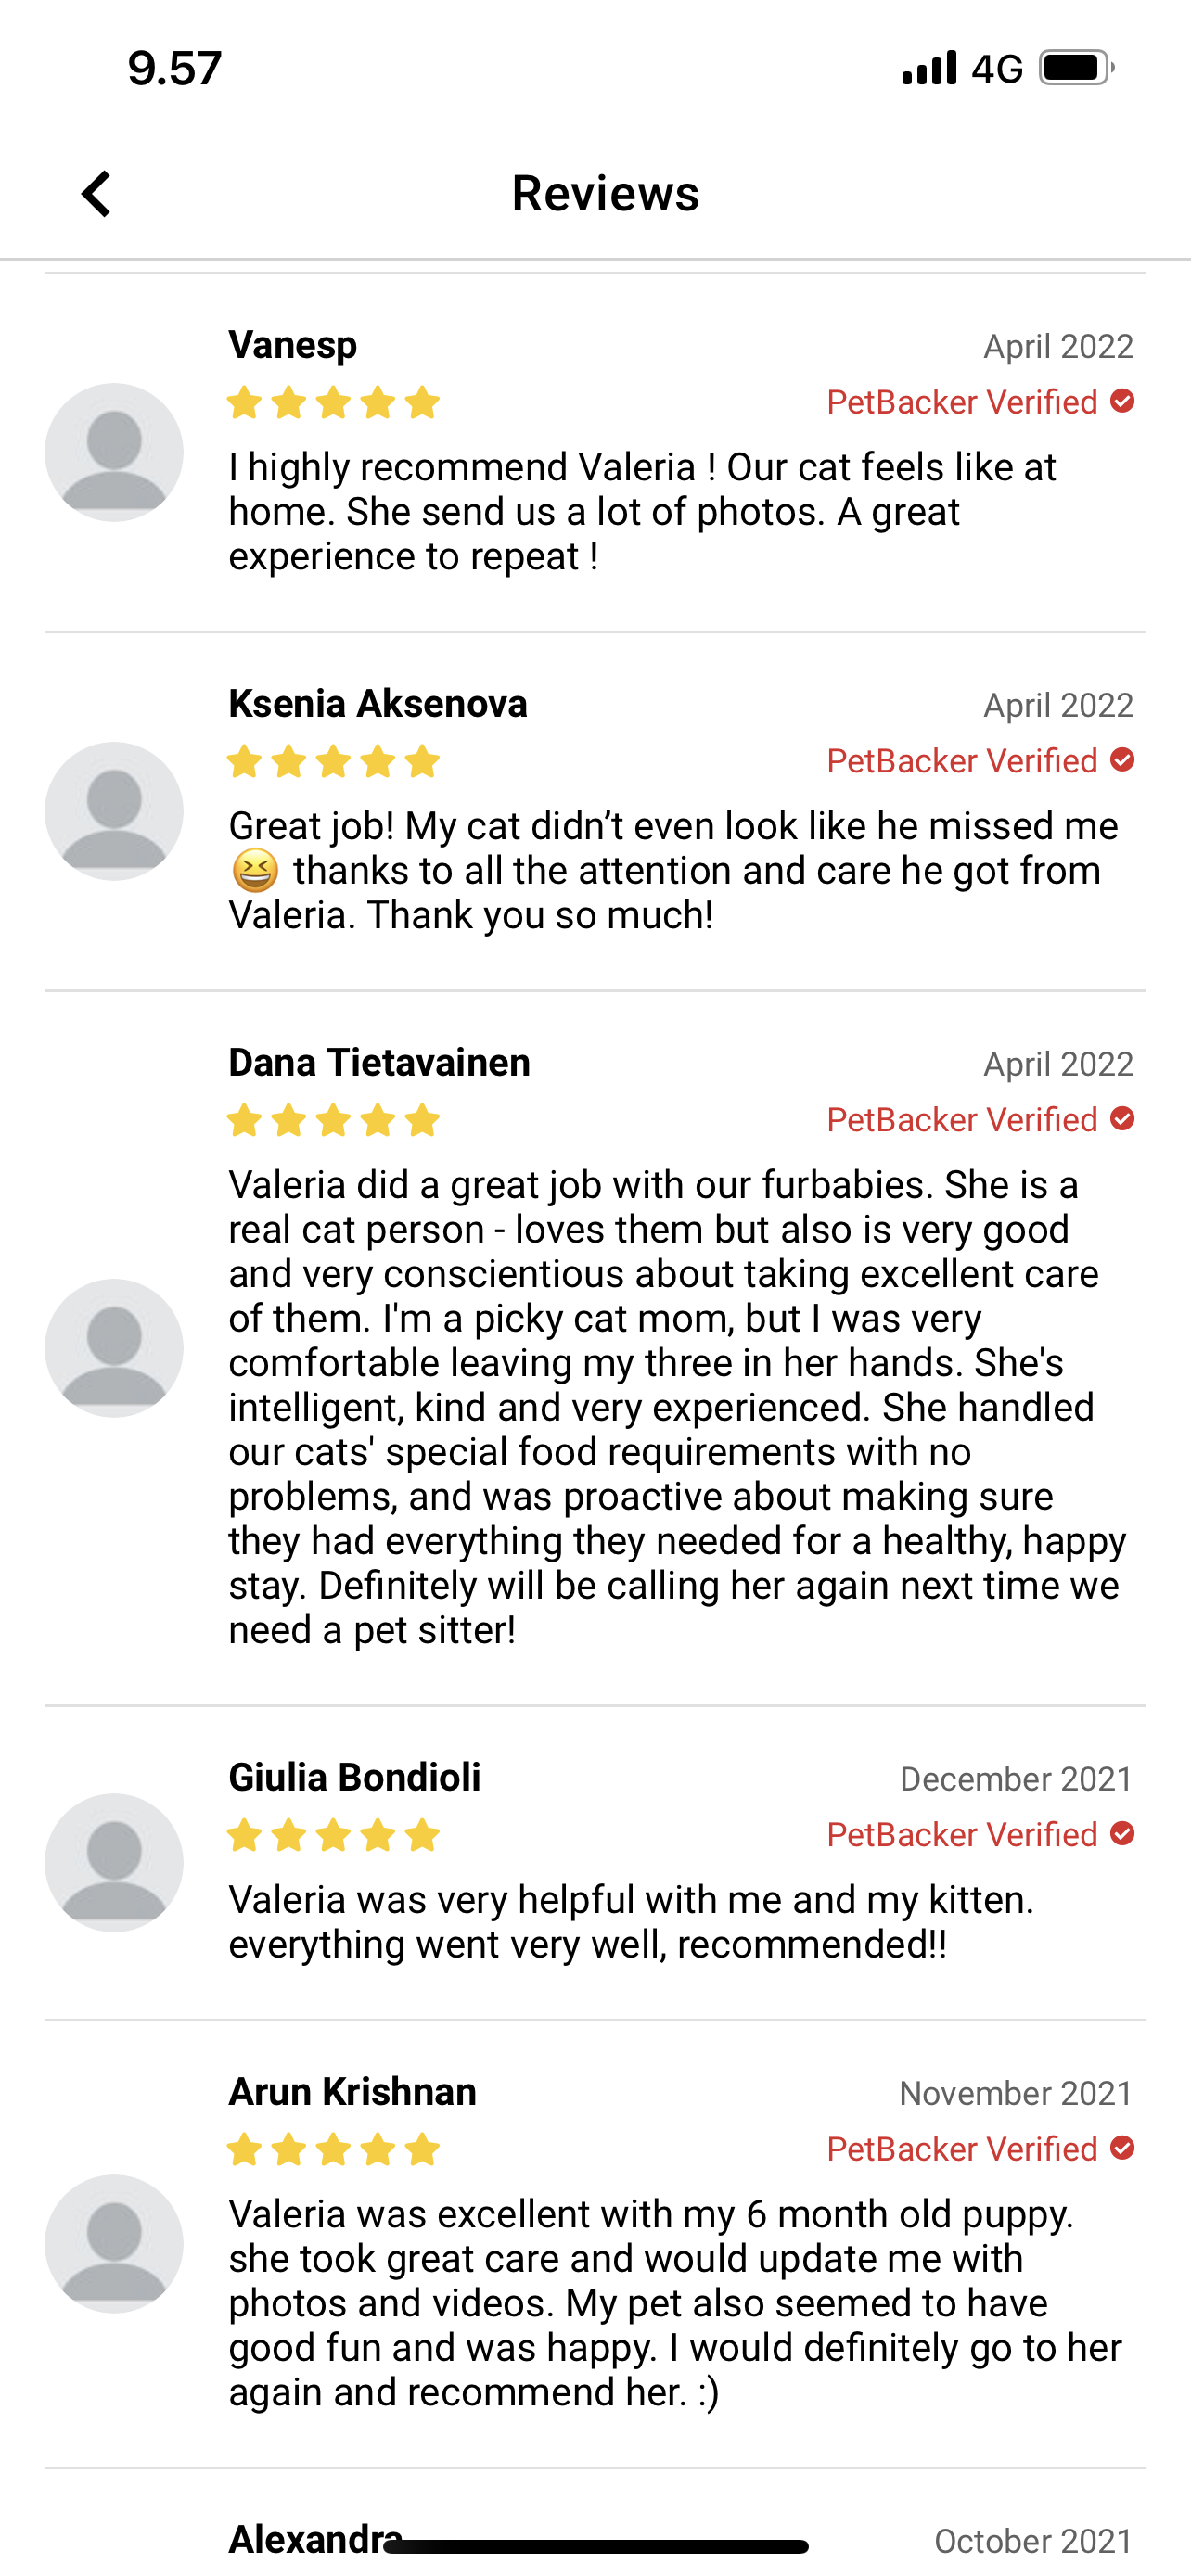 9.57
4G
Reviews
Vanesp
April 2022
PetBacker Verified
I highly recommend Valeria ! Our cat feels like at
home. She send us a lot of photos. A great
experience to repeat !
Ksenia Aksenova
April 2022
PetBacker Verified
Great job! My cat didn’t even look like he missed me
😆 thanks to all the attention and care he got from
Valeria. Thank you so much!
Dana Tietavainen
April 2022
PetBacker Verified
Valeria did a great job with our furbabies. She is a
real cat person - loves them but also is very good
and very conscientious about taking excellent care
of them. I'm a picky cat mom, but I was very
comfortable leaving my three in her hands. She's
intelligent, kind and very experienced. She handled
our cats' special food requirements with no
problems, and was proactive about making sure
they had everything they needed for a healthy, happy
stay. Definitely will be calling her again next time we
need a pet sitter!
Giulia Bondioli
December 2021
PetBacker Verified
Valeria was very helpful with me and my kitten.
everything went very well, recommended!!
Arun Krishnan
November 2021
PetBacker Verified
Valeria was excellent with my 6 month old puppy.
she took great care and would update me with
photos and videos. My pet also seemed to have
good fun and was happy. I would definitely go to her
again and recommend her. :)
Alexandra
October 2021